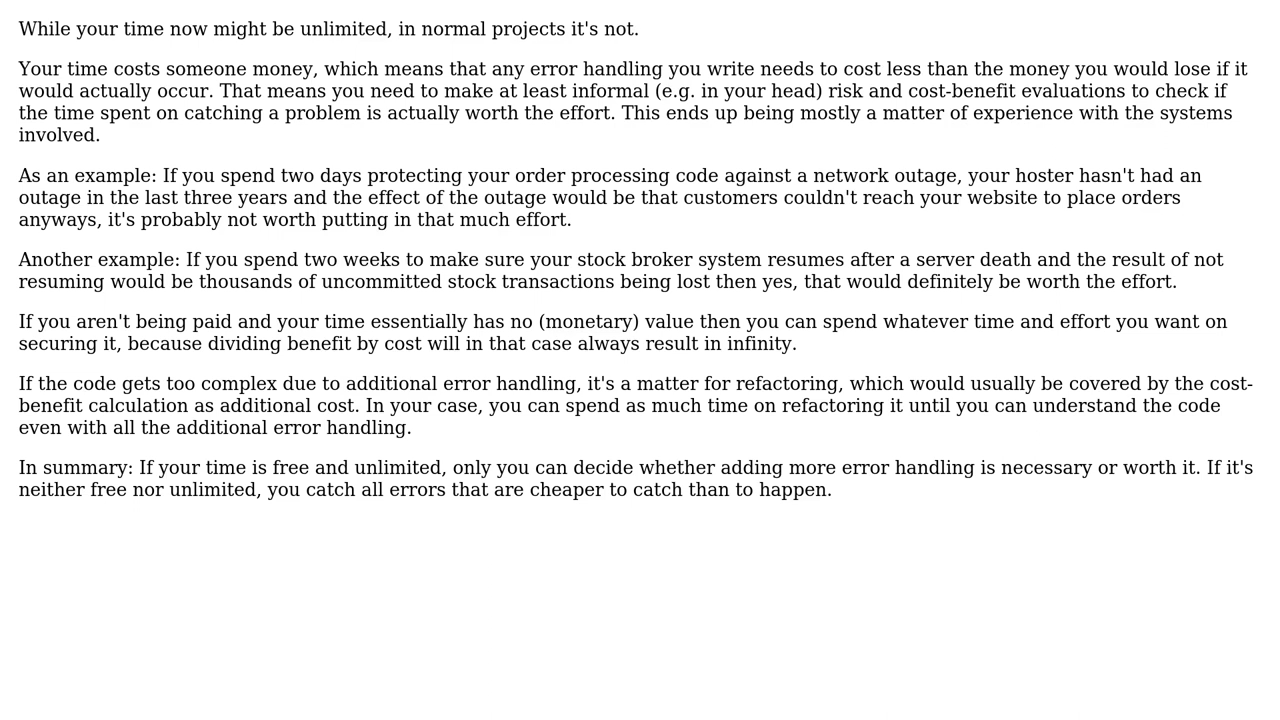 While your time now might be unlimited, in normal projects it's not.
Your time costs someone money, which means that any error handling you write needs to cost less than the money you would lose if it
would actually occur. That means you need to make at least informal (e.g. in your head) risk and cost-benefit evaluations to check if
the time spent on catching a problem is actually worth the effort. This ends up being mostly a matter of experience with the systems
involved.
As an example: If you spend two days protecting your order processing code against a network outage, your hoster hasn't had an
outage in the last three years and the effect of the outage would be that customers couldn't reach your website to place orders
anyways, it's probably not worth putting in that much effort.
Another example: If you spend two weeks to make sure your stock broker system resumes after a server death and the result of not
resuming would be thousands of uncommitted stock transactions being lost then yes, that would definitely be worth the effort.
If you aren't being paid and your time essentially has no (monetary) value then you can spend whatever time and effort you want on
securing it, because dividing benefit by cost will in that case always result in infinity.
If the code gets too complex due to additional error handling, it's a matter for refactoring, which would usually be covered by the cost-
benefit calculation as additional cost. In your case, you can spend as much time on refactoring it until you can understand the code
even with all the additional error handling.
In summary: If your time is free and unlimited, only you can decide whether adding more error handling is necessary or worth it. If it's
neither free nor unlimited, you catch all errors that are cheaper to catch than to happen.